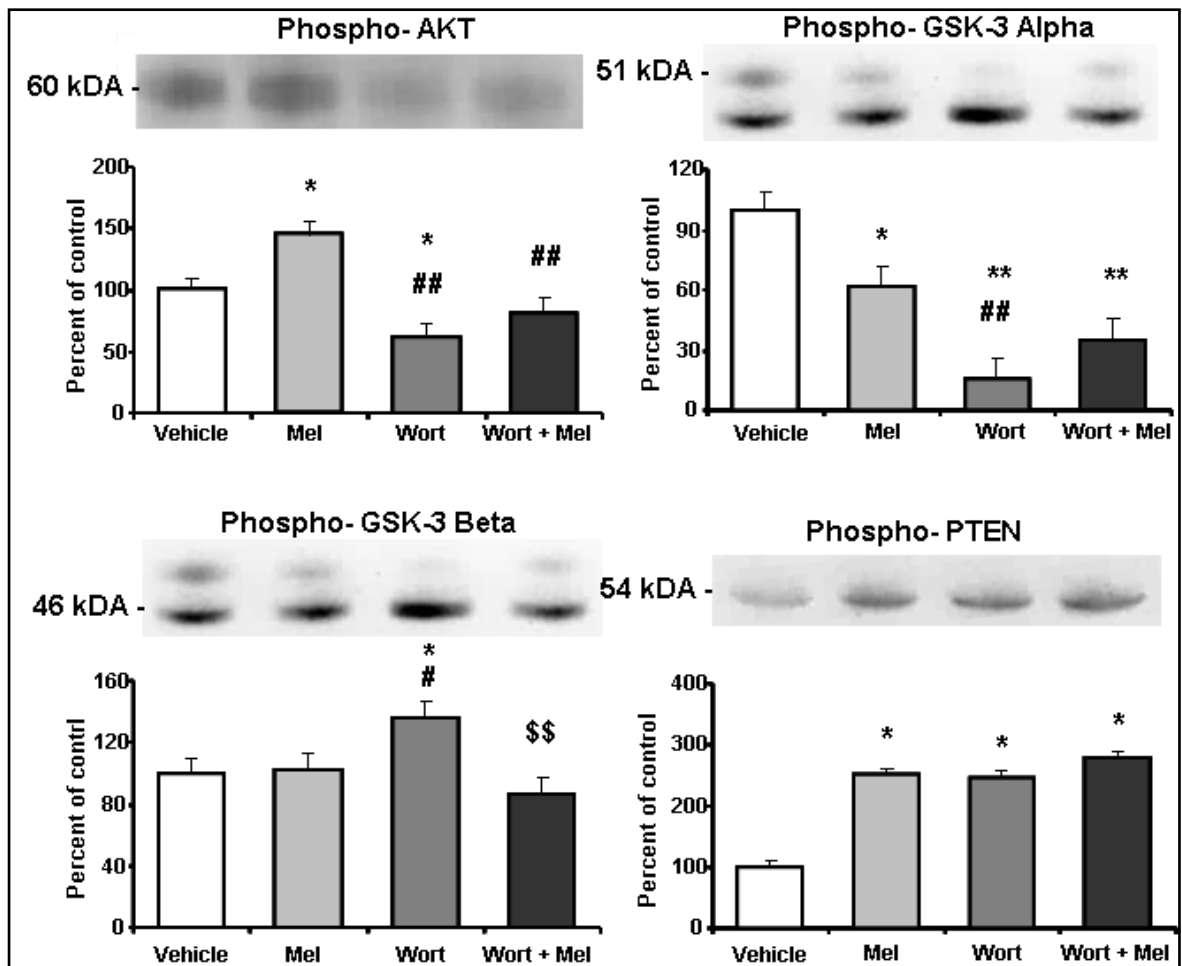 Phospho- AKT
60 kDA -
Percent of control
200
150
100
50
0
*
*
##
##
Vehicle Mel Wort Wort + Mel
Phospho- GSK-3 Alpha
51 kDA -
Percent of control
120
90
60
30
0
*
**
##
**
Vehicle Mel Wort Wort + Mel
Phospho- GSK-3 Beta
46 kDA -
Percent of contrl
160
120
80
40
0
*
#
$$
Vehicle Mel Wort Wort + Mel
Phospho- PTEN
54 kDA -
Percent of control
400
300
200
100
0
*
*
*
Vehicle Mel Wort Wort + Mel